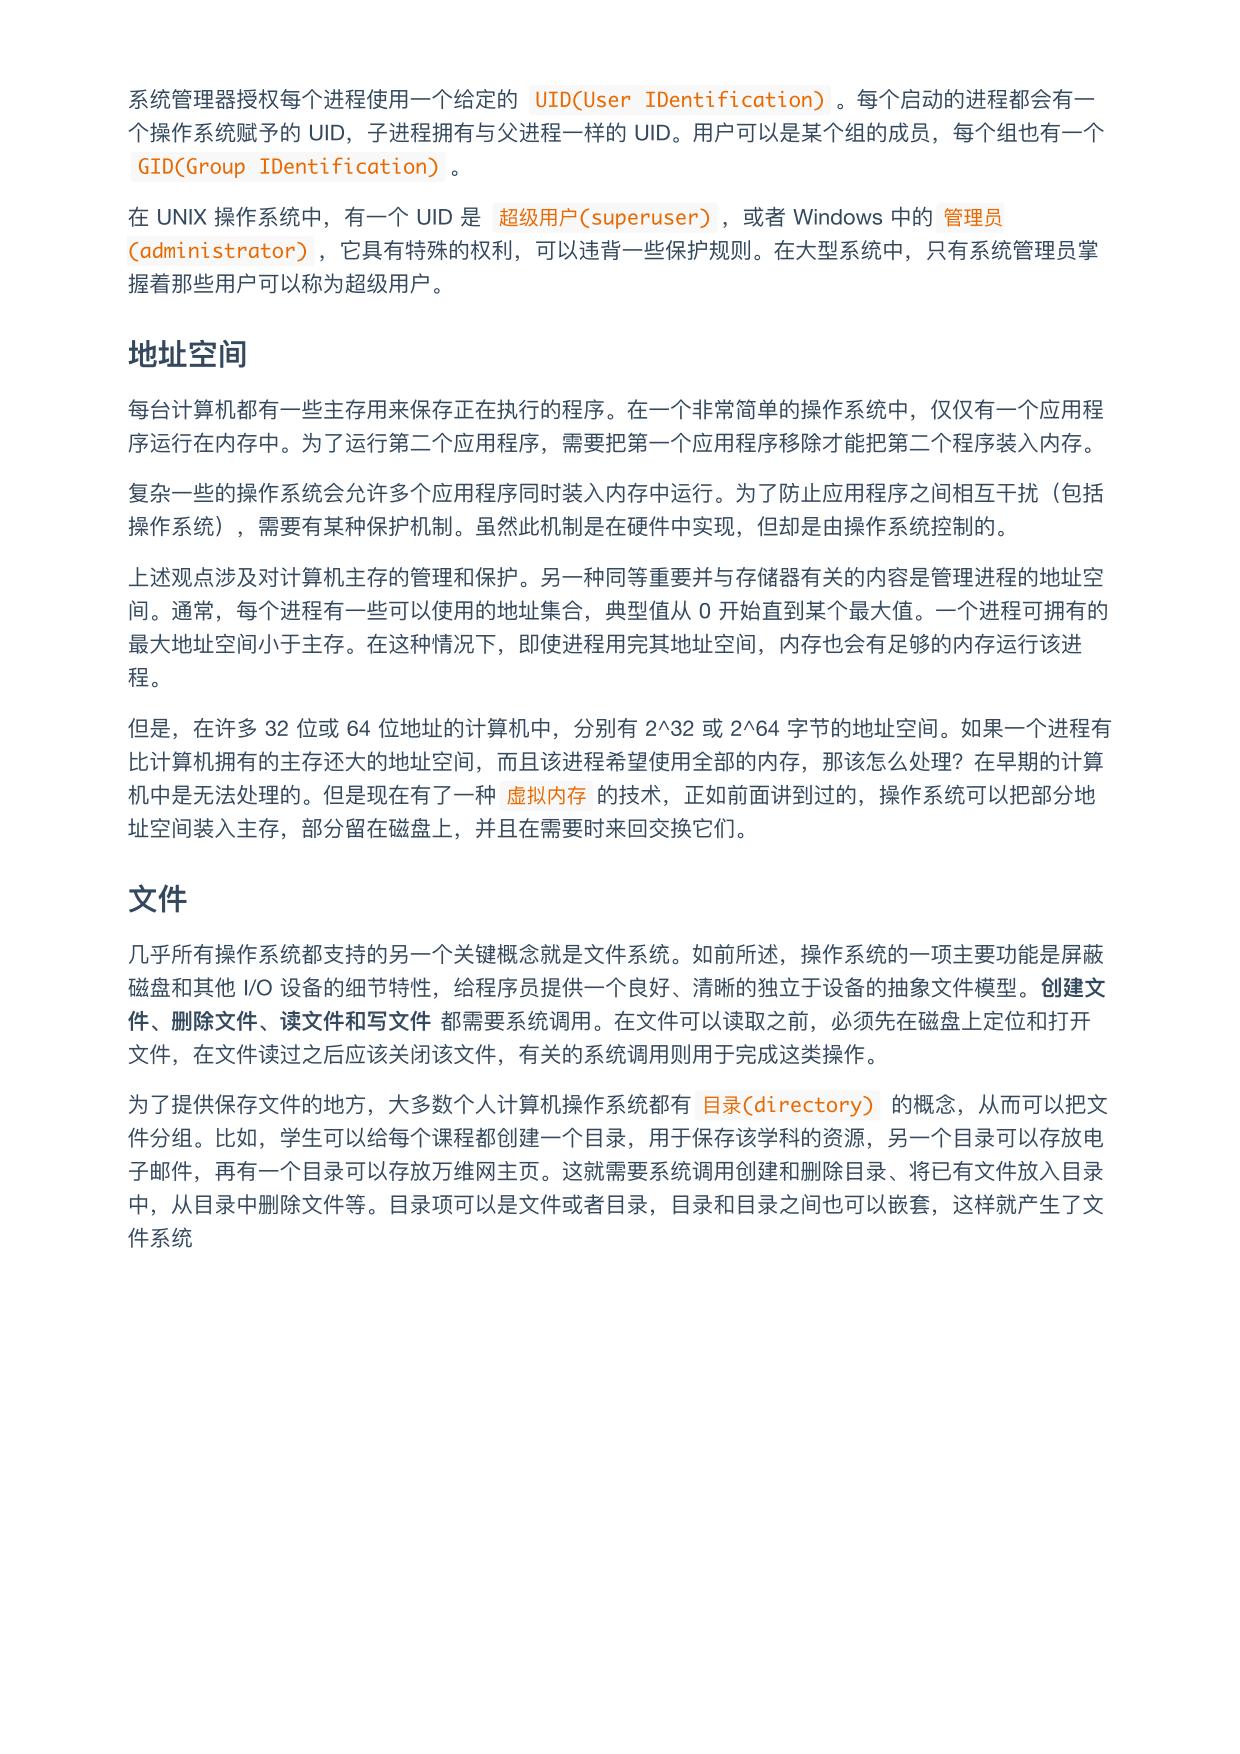 系统管理器授权每个进程使用一个给定的 UID(User IDentification) 。每个启动的进程都会有一
个操作系统赋予的 UID，子进程拥有与父进程一样的 UID。用户可以是某个组的成员，每个组也有一个
GID(Group IDentification) 。
在 UNIX 操作系统中，有一个 UID 是 超级用户(superuser) ，或者 Windows 中的 管理员
(administrator) ，它具有特殊的权利，可以违背一些保护规则。在大型系统中，只有系统管理员掌
握着那些用户可以称为超级用户。
地址空间
每台计算机都有一些主存用来保存正在执行的程序。在一个非常简单的操作系统中，仅仅有一个应用程
序运行在内存中。为了运行第二个应用程序，需要把第一个应用程序移除才能把第二个程序装入内存。
复杂一些的操作系统会允许多个应用程序同时装入内存中运行。为了防止应用程序之间相互干扰（包括
操作系统），需要有某种保护机制。虽然此机制是在硬件中实现，但却是由操作系统控制的。
上述观点涉及对计算机主存的管理和保护。另一种同等重要并与存储器有关的内容是管理进程的地址空
间。通常，每个进程有一些可以使用的地址集合，典型值从 0 开始直到某个最大值。一个进程可拥有的
最大地址空间小于主存。在这种情况下，即使进程用完其地址空间，内存也会有足够的内存运行该进
程。
但是，在许多 32 位或 64 位地址的计算机中，分别有 2^32 或 2^64 字节的地址空间。如果一个进程有
比计算机拥有的主存还大的地址空间，而且该进程希望使用全部的内存，那该怎么处理？在早期的计算
机中是无法处理的。但是现在有了一种 虚拟内存 的技术，正如前面讲到过的，操作系统可以把部分地
址空间装入主存，部分留在磁盘上，并且在需要时来回交换它们。
文件
几乎所有操作系统都支持的另一个关键概念就是文件系统。如前所述，操作系统的一项主要功能是屏蔽
磁盘和其他 I/O 设备的细节特性，给程序员提供一个良好、清晰的独立于设备的抽象文件模型。创建文
件、删除文件、读文件和写文件 都需要系统调用。在文件可以读取之前，必须先在磁盘上定位和打开
文件，在文件读过之后应该关闭该文件，有关的系统调用则用于完成这类操作。
为了提供保存文件的地方，大多数个人计算机操作系统都有 目录(directory) 的概念，从而可以把文
件分组。比如，学生可以给每个课程都创建一个目录，用于保存该学科的资源，另一个目录可以存放电
子邮件，再有一个目录可以存放万维网主页。这就需要系统调用创建和删除目录、将已有文件放入目录
中，从目录中删除文件等。目录项可以是文件或者目录，目录和目录之间也可以嵌套，这样就产生了文
件系统